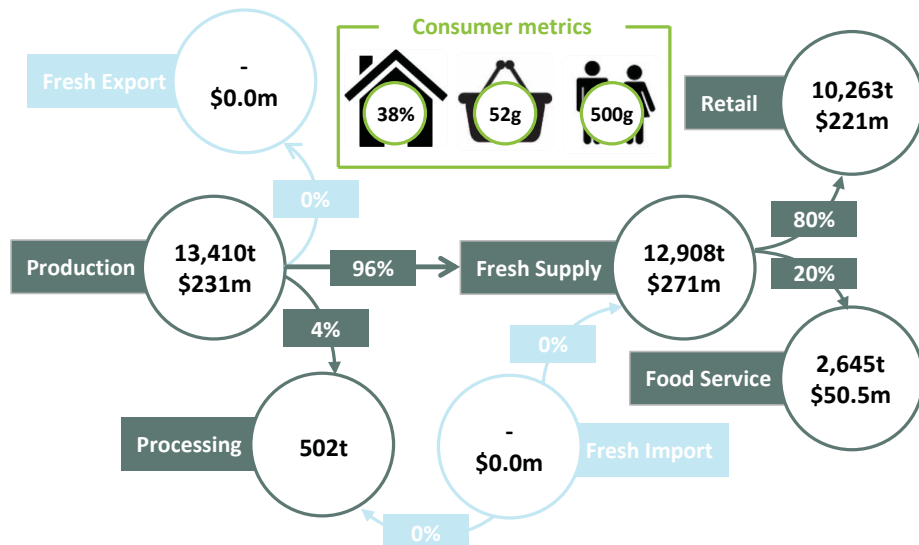 Consumer metrics
Fresh Export
-
$0.0m
38%
52g
500g
Retail
10,263t
$221m
0%
80%
Production
13,410t
$231m
96%
Fresh Supply
12,908t
$271m
20%
4%
0%
Food Service
2,645t
$50.5m
Processing
502t
-
$0.0m
Fresh Import
0%